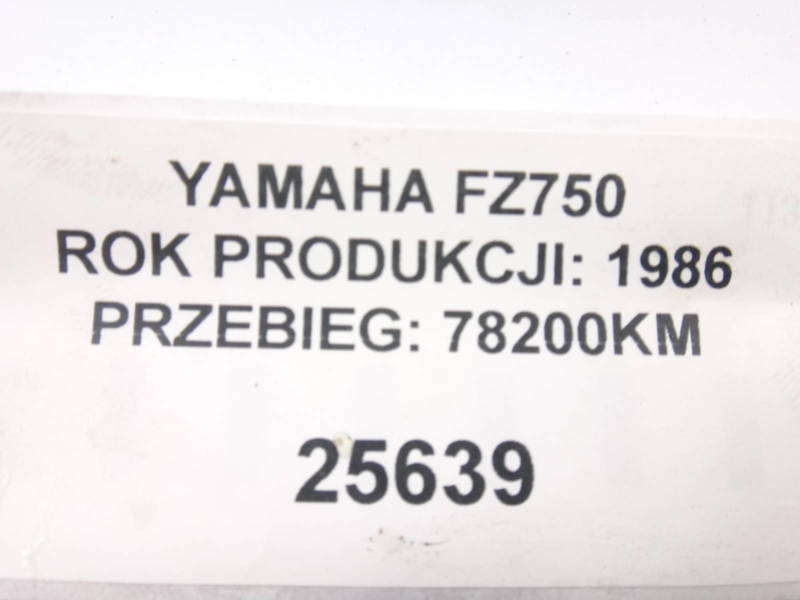 YAMAHA FZ750
ROK PRODUKCJI: 1986
PRZEBIEG: 78200KM
25639